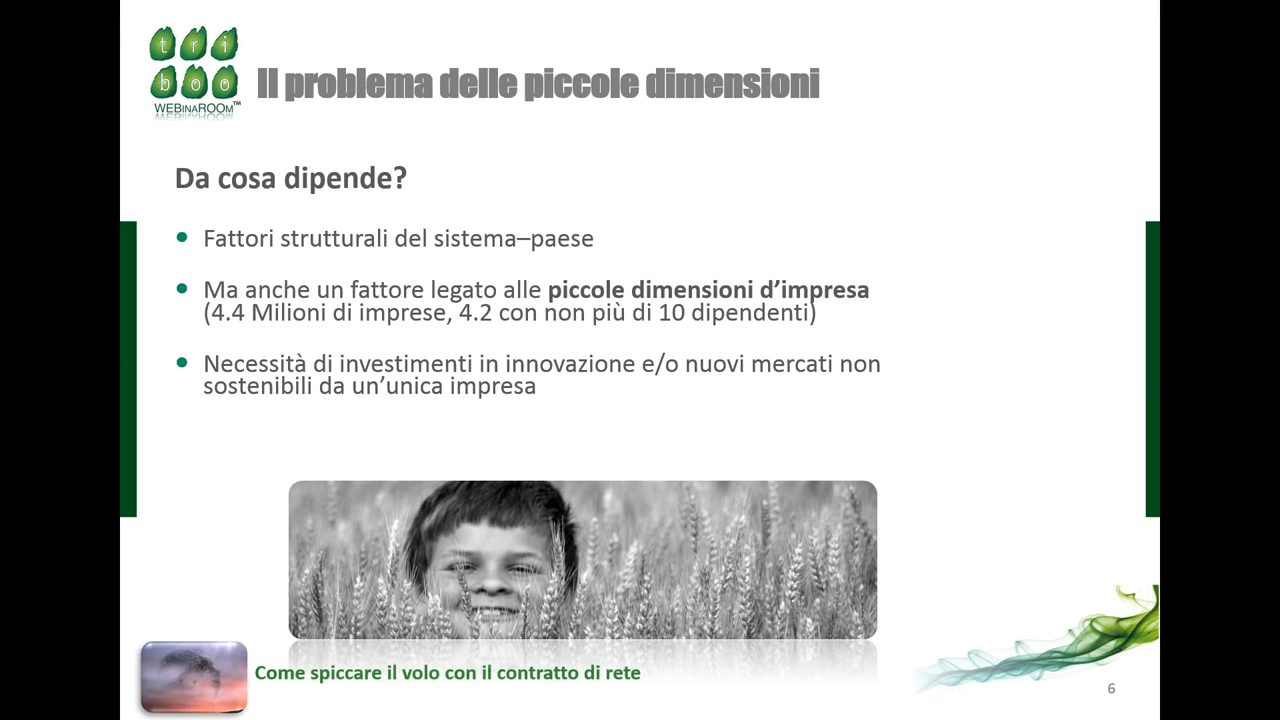 tri
boo
WEBINAROOM™
Il problema delle piccole dimensioni
Da cosa dipende?
• Fattori strutturali del sistema–paese
• Ma anche un fattore legato alle piccole dimensioni d’impresa
(4.4 Milioni di imprese, 4.2 con non più di 10 dipendenti)
• Necessità di investimenti in innovazione e/o nuovi mercati non
sostenibili da un’unica impresa
Come spiccare il volo con il contratto di rete
6